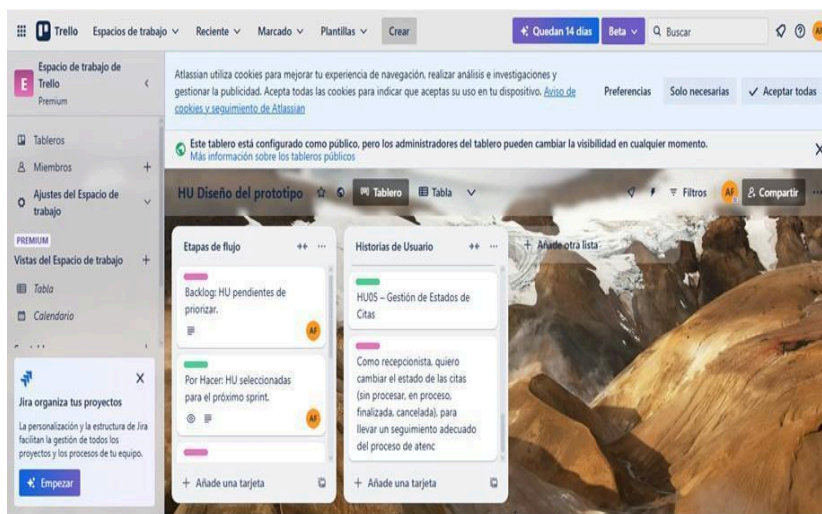 Trello Espacios de trabajo Reciente Marcado Plantillas Crear Quedan 14 días Beta Buscar
E
Espacio de trabajo de
Trello
Premium
Tableros
Miembros
Ajustes del Espacio de
trabajo
PREMIUM
Vistas del Espacio de trabajo
Tabla
Calendario
Jira organiza tus proyectos
La personalización y la estructura de Jira
facilitan la gestión de todos los
proyectos y los procesos de tu equipo.
Empezar
Atlassian utiliza cookies para mejorar tu experiencia de navegación, realizar análisis e investigaciones y
gestionar la publicidad. Acepta todas las cookies para indicar que aceptas su uso en tu dispositivo. Aviso de
cookies y seguimiento de Atlassian
Preferencias Solo necesarias Aceptar todas
Este tablero está configurado como público, pero los administradores del tablero pueden cambiar la visibilidad en cualquier momento.
Más información sobre los tableros públicos
HU Diseño del prototipo Tablero Tabla Filtros AF Compartir
Etapas de flujo
Backlog: HU pendientes de
priorizar.
AF
Por Hacer: HU seleccionadas
para el próximo sprint.
AF
Añade una tarjeta
Historias de Usuario
HU05 – Gestión de Estados de
Citas
Como recepcionista, quiero
cambiar el estado de las citas
(sin procesar, en proceso,
finalizada, cancelada), para
llevar un seguimiento adecuado
del proceso de atenc
Añade una tarjeta
Añade otra lista